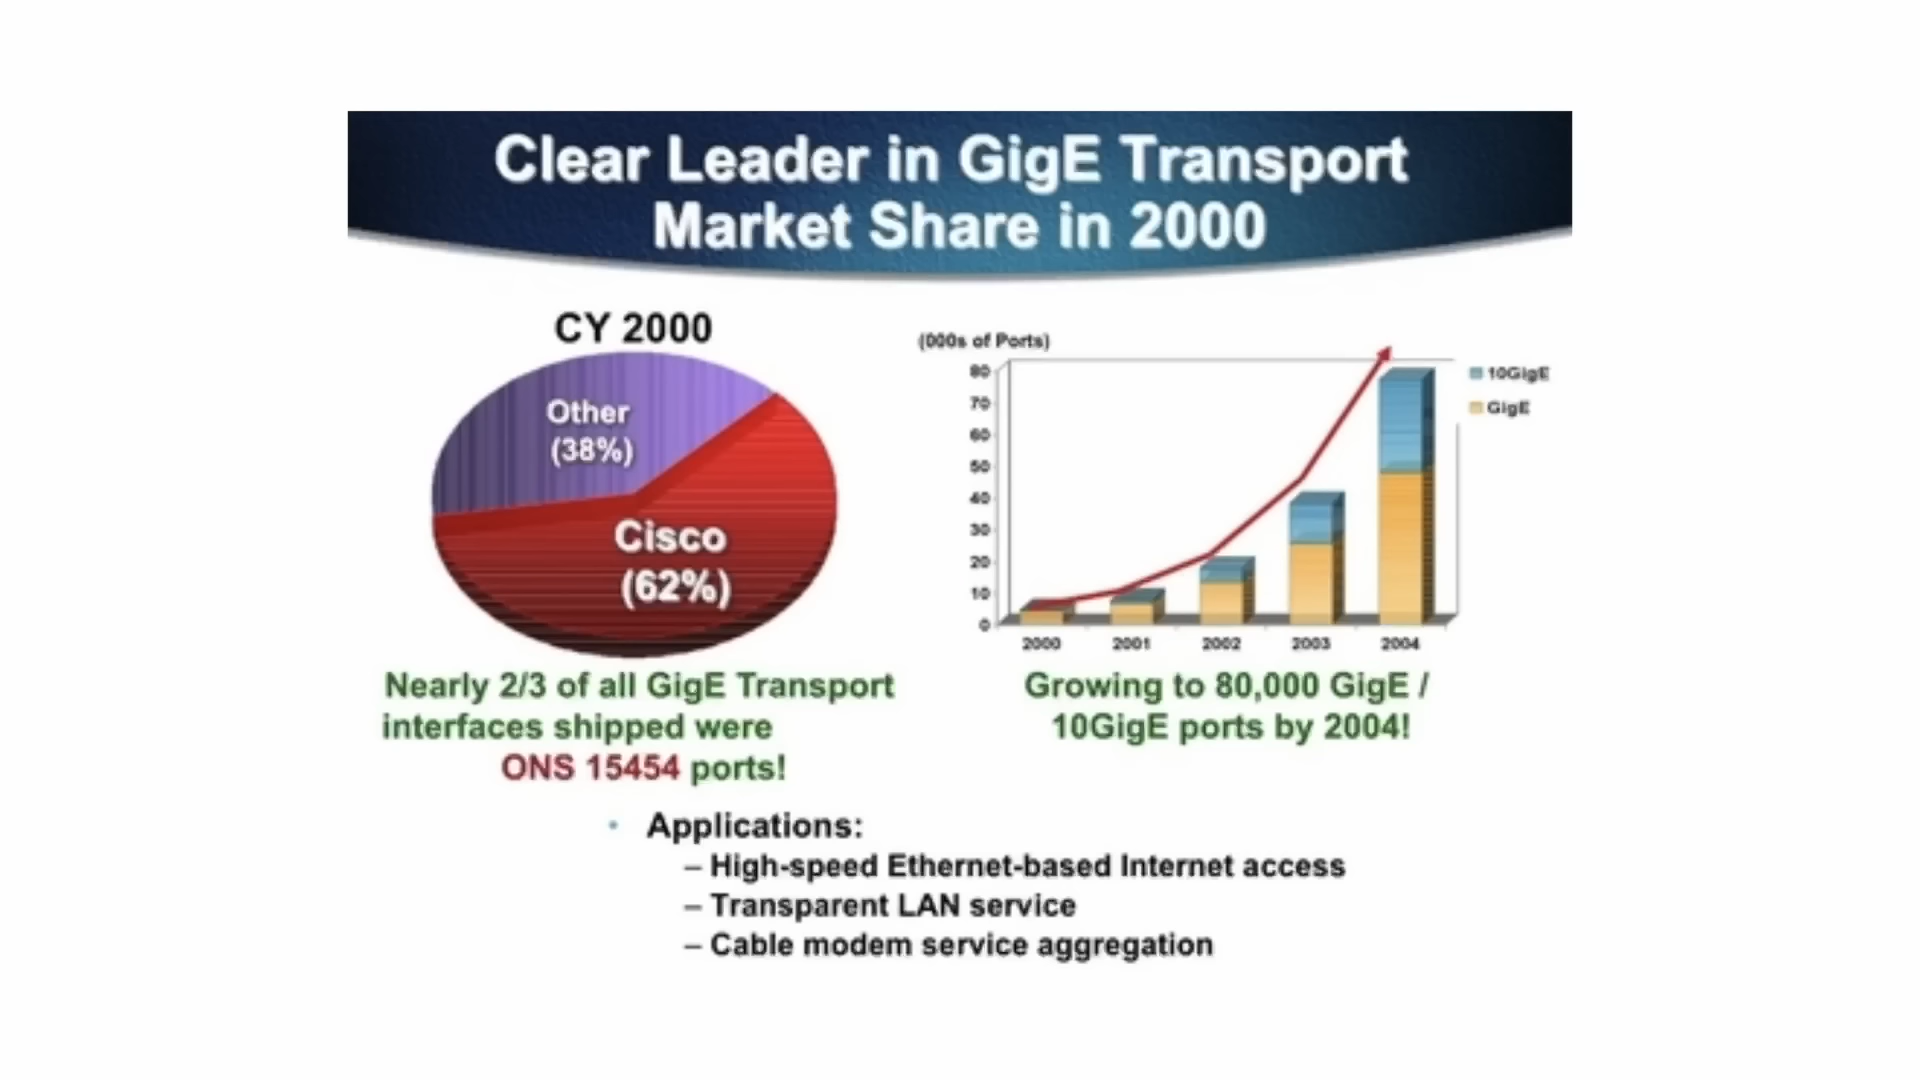 Clear Leader in GigE Transport
Market Share in 2000
CY 2000
Other
(38%)
Cisco
(62%)
Nearly 2/3 of all GigE Transport
interfaces shipped were
ONS 15454 ports!
(000s of Ports)
80
70
60
50
40
30
20
10
0
2000 2001 2002 2003 2004
10GigE
GigE
Growing to 80,000 GigE /
10GigE ports by 2004!
• Applications:
– High-speed Ethernet-based Internet access
– Transparent LAN service
– Cable modem service aggregation